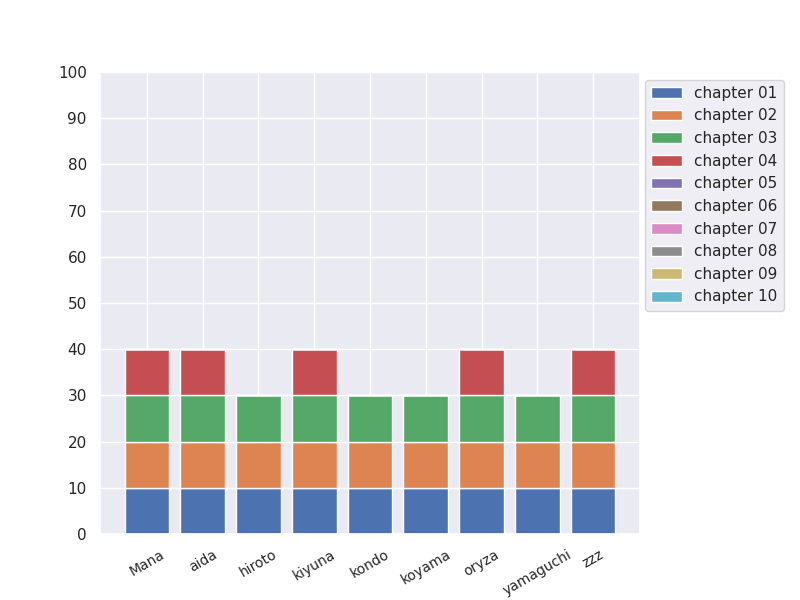 100
90
80
70
60
50
40
30
20
10
0
Mana
aida
hiroto
kiyuna
kondo
koyama
oryza
yamaguchi
zzz
chapter 01
chapter 02
chapter 03
chapter 04
chapter 05
chapter 06
chapter 07
chapter 08
chapter 09
chapter 10